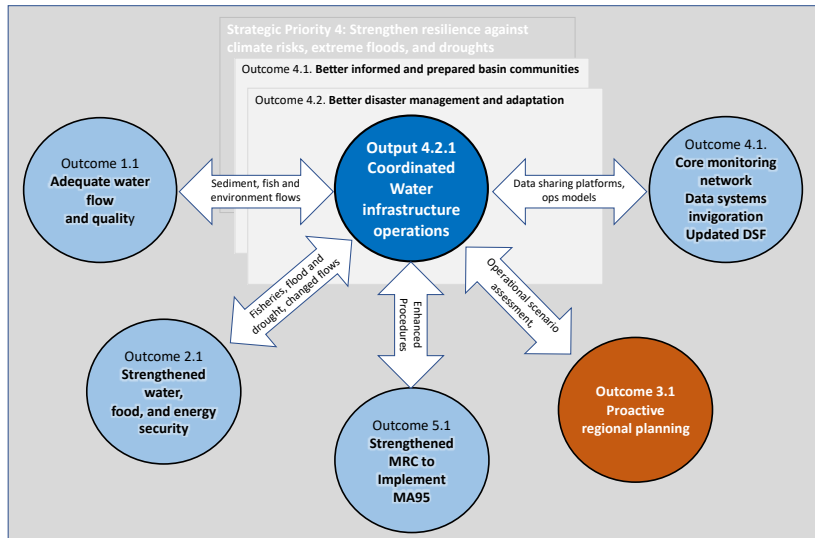 Strategic Priority 4: Strengthen resilience against
climate risks, extreme floods, and droughts
Outcome 4.1. Better informed and prepared basin communities
Outcome 4.2. Better disaster management and adaptation
Output 4.2.1
Coordinated
Water
infrastructure
operations
Outcome 1.1
Adequate water
flow
and quality
Sediment, fish and
environment flows
Data sharing platforms,
ops models
Outcome 4.1.
Core monitoring
network
Data systems
invigoration
Updated DSF
Fisheries, flood and
drought, changed flows
Enhanced
Procedures
Operational scenario
assessment,
Outcome 2.1
Strengthened
water,
food, and energy
security
Outcome 5.1
Strengthened
MRC to
Implement
MA95
Outcome 3.1
Proactive
regional planning